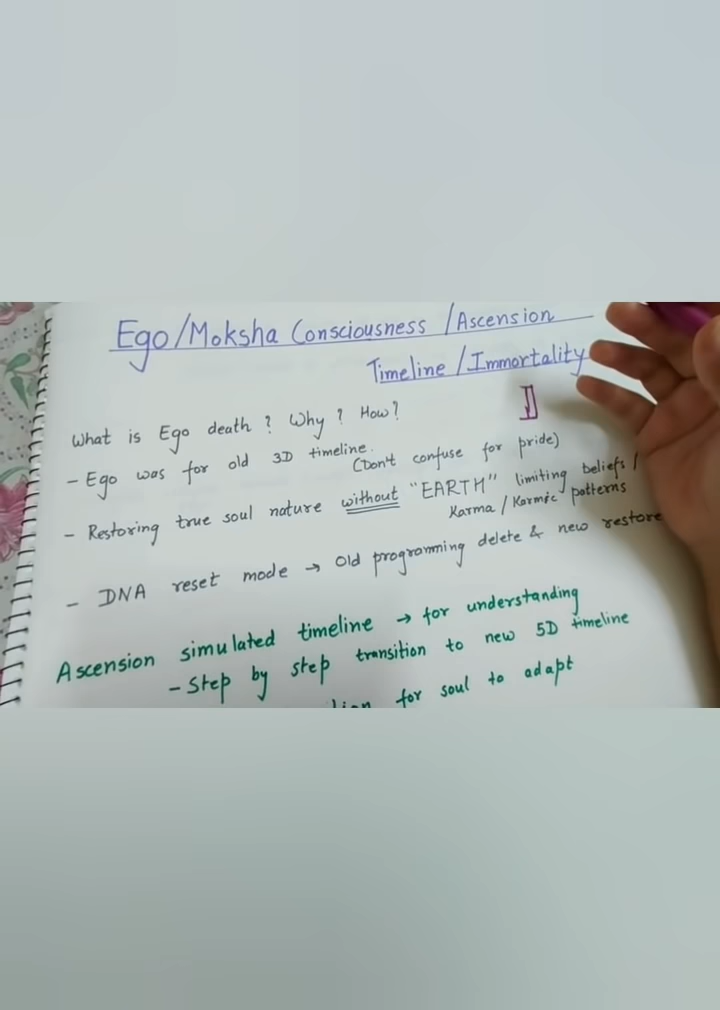 Ego/Moksha Consciousness /Ascension
Timeline /Immortality
What is Ego death ? Why ? How?
- Ego was for old 3D timeline.
(Don't confuse for pride)
- Restoring true soul nature without "EARTH" limiting beliefs /
Karma / Karmic patterns
- DNA reset mode → Old programming delete & new restore
Ascension simulated timeline → for understanding
- Step by step transition to new 5D timeline
for soul to adapt